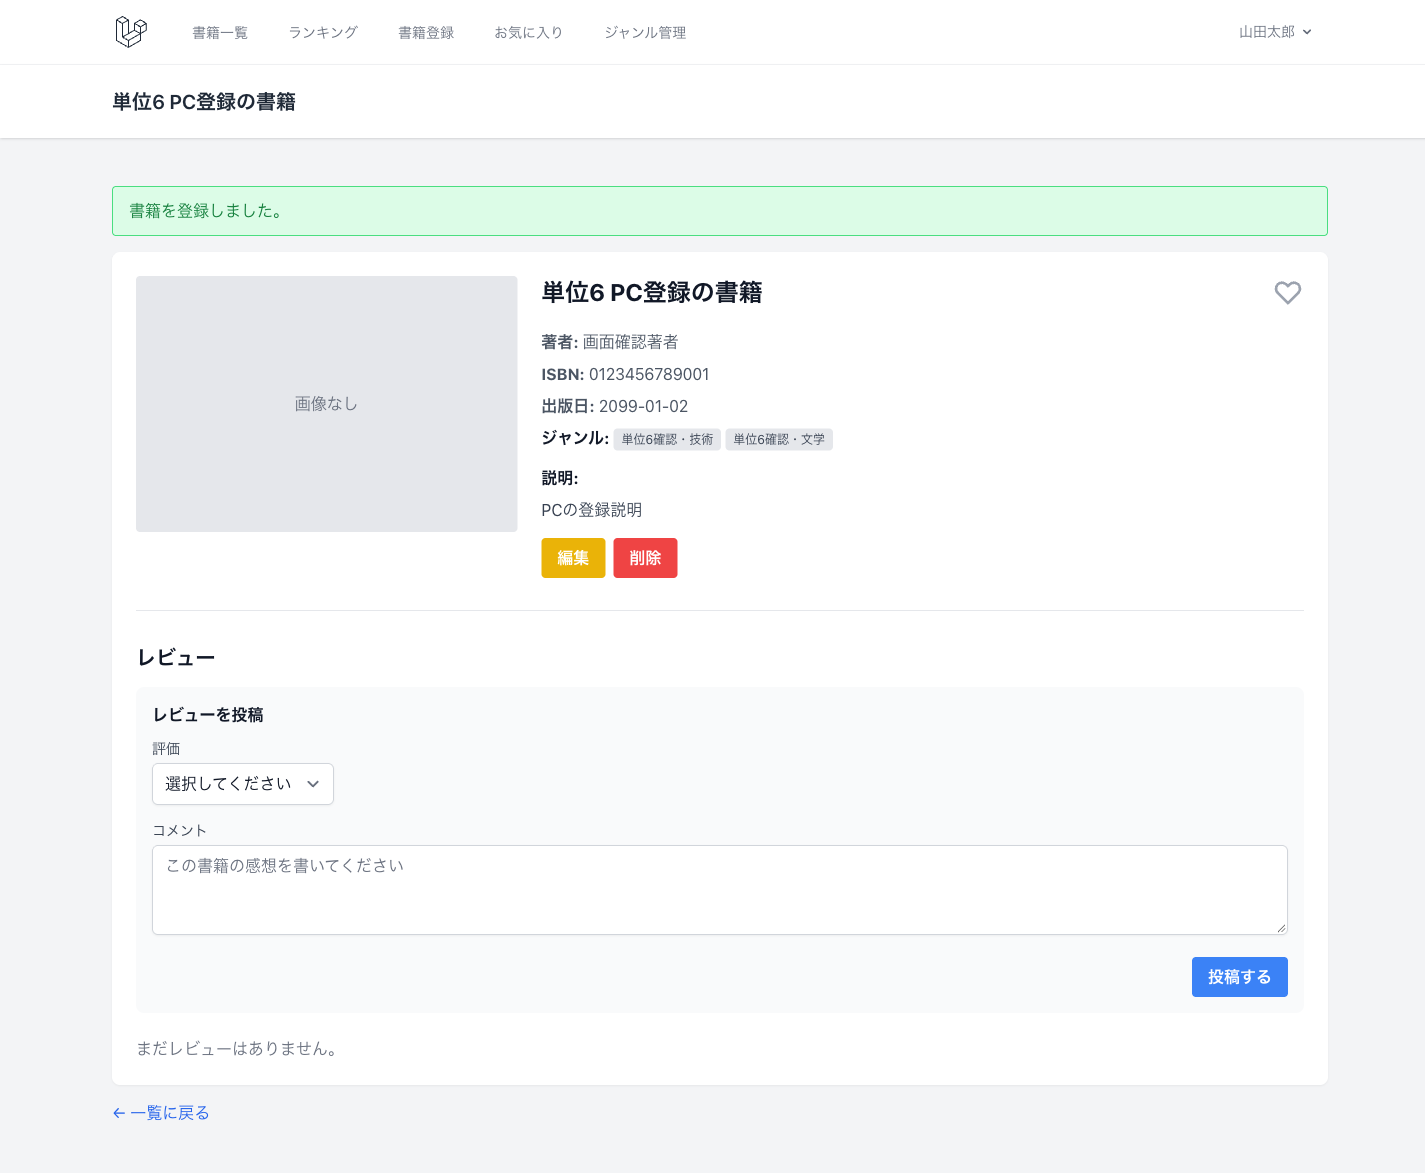 書籍一覧 ランキング 書籍登録 お気に入り ジャンル管理 山田太郎
単位6 PC登録の書籍
書籍を登録しました。
画像なし
単位6 PC登録の書籍
著者: 画面確認著者
ISBN: 0123456789001
出版日: 2099-01-02
ジャンル: 単位6確認・技術 単位6確認・文学
説明:
PCの登録説明
編集 削除
レビュー
レビューを投稿
評価
選択してください
コメント
この書籍の感想を書いてください
投稿する
まだレビューはありません。
← 一覧に戻る